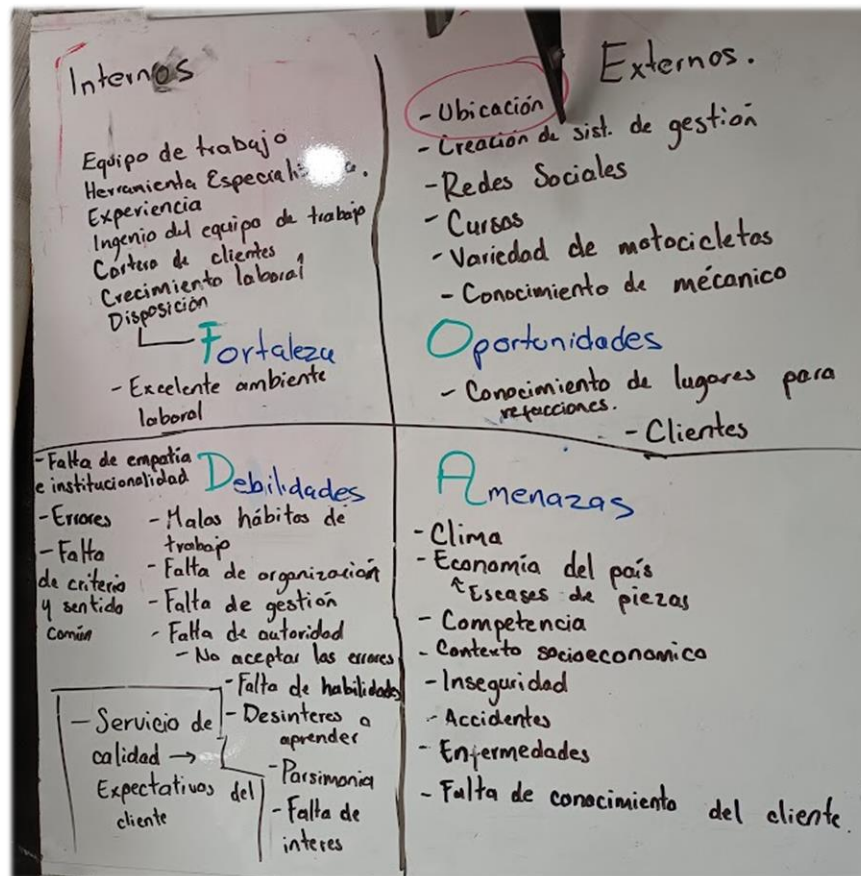 Internos
Equipo de trabajo
Herramienta
Experiencia
Ingenio del equipo de trabajo
Cartera de clientes
Crecimiento laboral
Disposición
Fortaleza
- Excelente ambiente
laboral
Externos.
- Ubicación
- Creación de sist. de gestión
- Redes Sociales
- Cursos
- Variedad de motocicletas
- Conocimiento de mécanico
Oportunidades
- Conocimiento de lugares para
refacciones.
- Clientes
- Falta de empatía
e institucionalidad
- Errores
- Falta
de criterio
y sentido
común
Debilidades
- Malos hábitos de
trabajo
- Falta de organización
- Falta de gestión
- Falta de autoridad
- No aceptar los errores
- Falta de habilidades
- Desinteres a
aprender
- Parsimonia
- Falta de
interes
- Servicio de
calidad →
Expectativas del
cliente
Amenazas
- Clima
- Economía del país
↑ Escases de piezas
- Competencia
- Contexto socioeconomico
- Inseguridad
- Accidentes
- Enfermedades
- Falta de conocimiento del cliente.